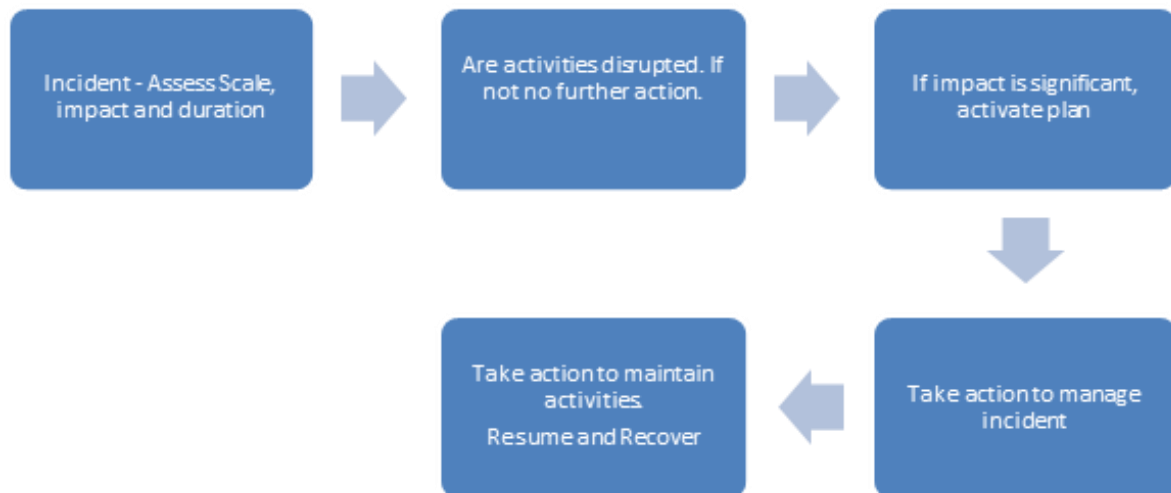 Incident - Assess Scale,
impact and duration
Are activities disrupted. If
not no further action.
If impact is significant,
activate plan
Take action to manage
incident
Take action to maintain
activities.
Resume and Recover